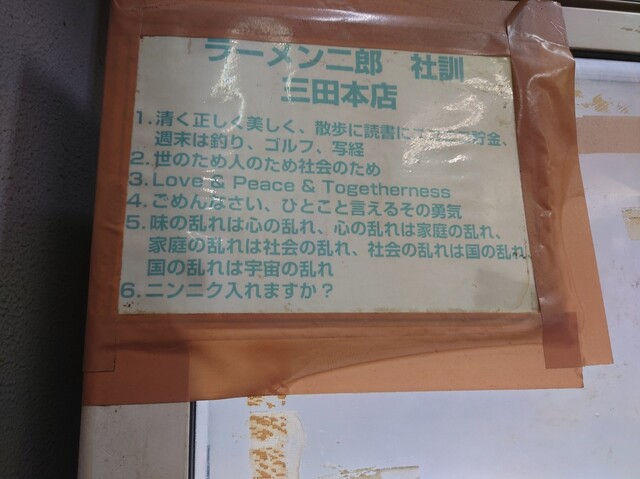 ラーメン二郎 社訓
三田本店
1.清く正しく美しく、散歩に読書に 貯金、
週末は釣り、ゴルフ、写経
2.世のため人のため社会のため
3.Love & Peace & Togetherness
4.ごめんなさい、ひとこと言えるその勇気
5.味の乱れは心の乱れ、心の乱れは家庭の乱れ、
家庭の乱れは社会の乱れ、社会の乱れは国の乱れ
国の乱れは宇宙の乱れ
6.ニンニク入れますか？